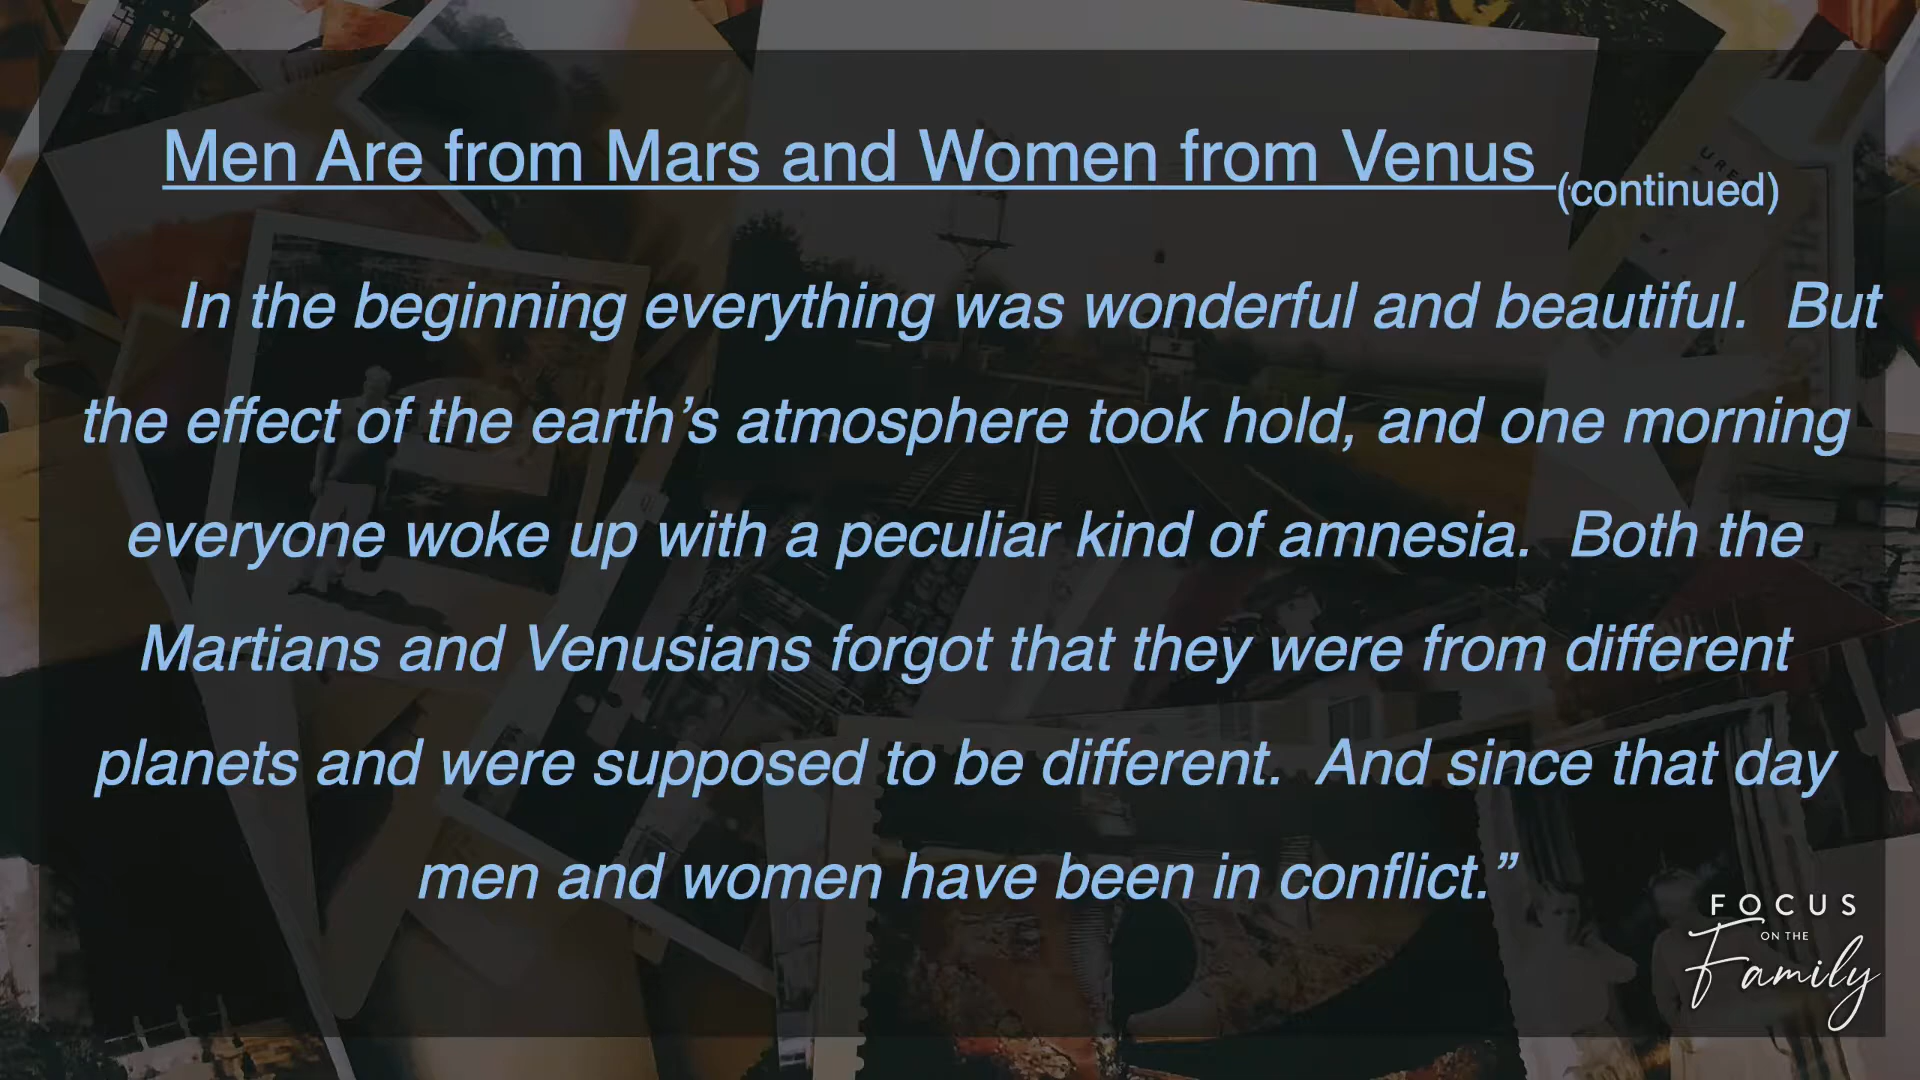 Men Are from Mars and Women from Venus (continued)
In the beginning everything was wonderful and beautiful.  But
the effect of the earth’s atmosphere took hold, and one morning
everyone woke up with a peculiar kind of amnesia.  Both the
Martians and Venusians forgot that they were from different
planets and were supposed to be different.  And since that day
men and women have been in conflict.”
FOCUS
ON THE
Family